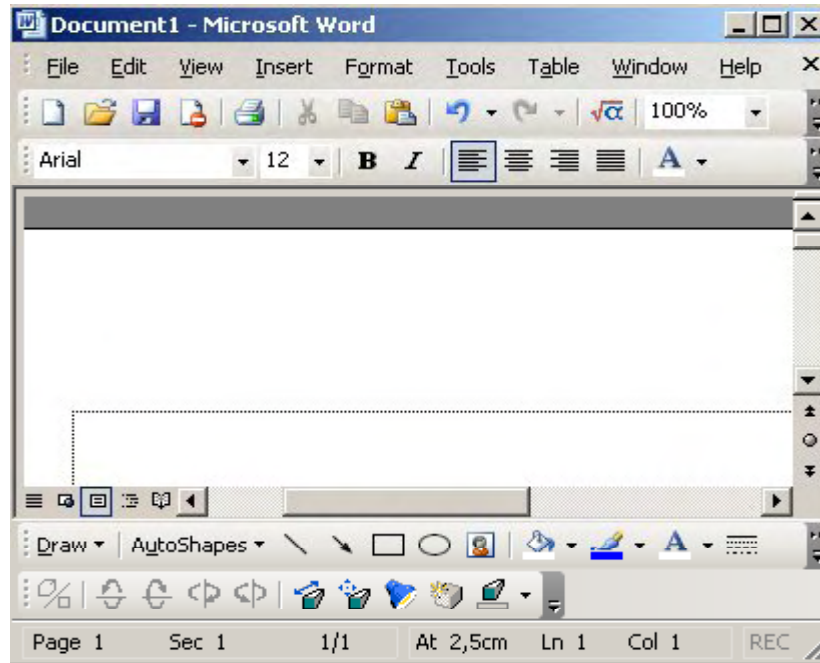 Document1 - Microsoft Word
File Edit View Insert Format Tools Table Window Help
100%
Arial 12 B I A
Draw AutoShapes A
Page 1 Sec 1 1/1 At 2,5cm Ln 1 Col 1 REC